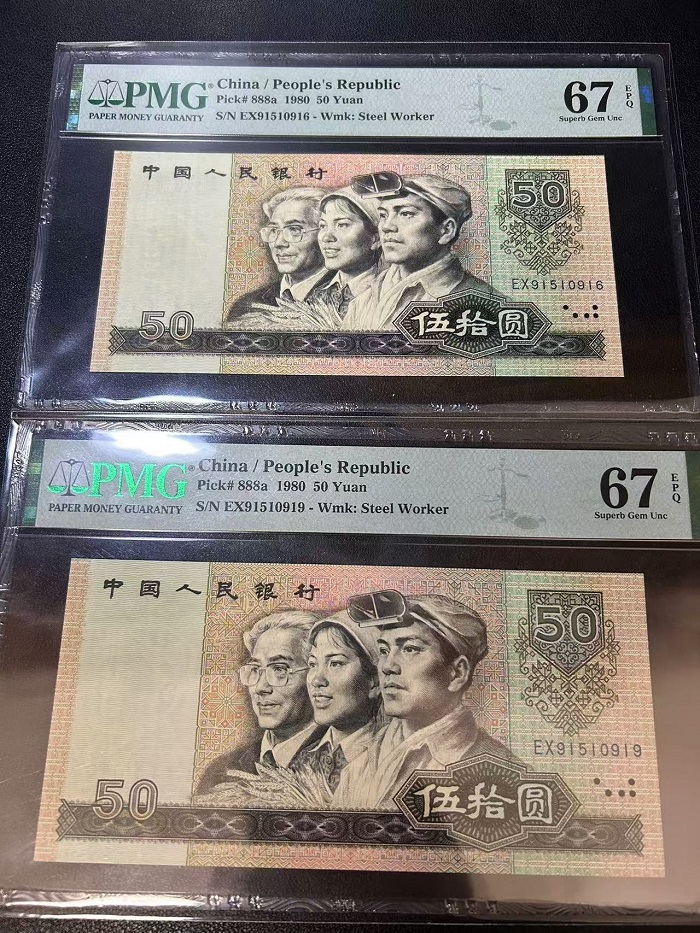 PMG
PAPER MONEY GUARANTY
China / People's Republic
Pick# 888a 1980 50 Yuan
S/N EX91510916 - Wmk: Steel Worker
67 EPQ
Superb Gem Unc
中国人民银行
50
EX91510916
50
伍拾圆
PMG
PAPER MONEY GUARANTY
China / People's Republic
Pick# 888a 1980 50 Yuan
S/N EX91510919 - Wmk: Steel Worker
67 EPQ
Superb Gem Unc
中国人民银行
50
EX91510919
50
伍拾圆